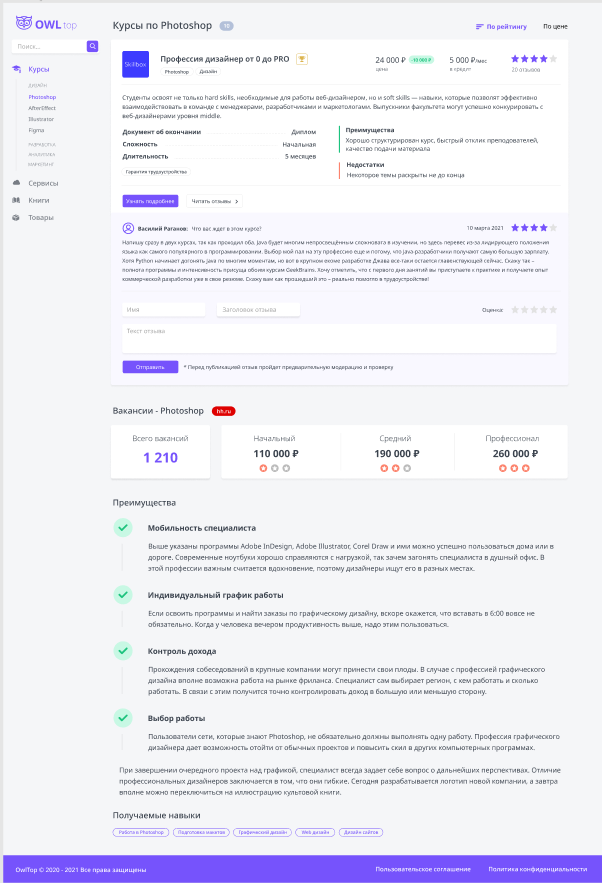 OWL top
Поиск...
Курсы
ДИЗАЙН
Photoshop
AfterEffect
Illustrator
Figma
РАЗРАБОТКА
АНАЛИТИКА
МАРКЕТИНГ
Сервисы
Книги
Товары
Курсы по Photoshop
По рейтингу
По цене
Skillbox
Профессия дизайнер от 0 до PRO
Photoshop
Дизайн
24 000 ₽
-10 000 ₽
цена
5 000 ₽/мес
в кредит
20 отзывов
Студенты освоят не только hard skills, необходимые для работы веб-дизайнером, но и soft skills — навыки, которые позволят эффективно
взаимодействовать в команде с менеджерами, разработчиками и маркетологами. Выпускники факультета могут успешно конкурировать с
веб-дизайнерами уровня middle.
Документ об окончании
Диплом
Сложность
Начальная
Длительность
5 месяцев
Гарантия трудоустройства
Преимущества
Хорошо структурирован курс, быстрый отклик преподавателей,
качество подачи материала
Недостатки
Некоторое темы раскрыты не до конца
Узнать подробнее
Читать отзывы
Василий Раганов:
Что вас ждет в этом курсе?
10 марта 2021
Напишу сразу в двух курсах, так как проходил оба. Java будет многим непросвещённым сложновата в изучении, но здесь перевес из-за лидирующего положения
языка как самого популярного в программировании. Выбор мой пал на эту профессию еще и потому, что Java разработчики получают самую большую зарплату.
Хотя Python начинает догонять Java по многим моментам, но вот в крупном екоме разработке Джава все-таки остается главенствующей сейчас. Скажу так –
полнота программы и интенсивность присуща обоим курсам GeekBrains. Хочу отметить, что с первого дня занятий вы приступаете к практике и получаете опыт
коммерческой разработки уже в свое резюме. Скажу вам как прошедший это – реально помогло в трудоустройстве!
Имя
Заголовок отзыва
Оценка:
Текст отзыва
Отправить
* Перед публикацией отзыв пройдет предварительную модерацию и проверку
Вакансии - Photoshop
hh.ru
Всего вакансий
1 210
Начальный
110 000 ₽
Средний
190 000 ₽
Профессионал
260 000 ₽
Преимущества
Мобильность специалиста
Выше указаны программы Adobe InDesign, Adobe Illustrator, Corel Draw и ими можно успешно пользоваться дома или в
дороге. Современные ноутбуки хорошо справляются с нагрузкой, так зачем загонять специалиста в душный офис. В
этой профессии важным считается вдохновение, поэтому дизайнеры ищут его в разных местах.
Индивидуальный график работы
Если освоить программы и найти заказы по графическому дизайну, вскоре окажется, что вставать в 6:00 вовсе не
обязательно. Когда у человека вечером продуктивность выше, надо этим пользоваться.
Контроль дохода
Прохождения собеседований в крупные компании могут принести свои плоды. В случае с профессией графического
дизайна вполне возможна работа на рынке фриланса. Специалист сам выбирает регион, с кем работать и сколько
работать. В связи с этим получится точно контролировать доход в большую или меньшую сторону.
Выбор работы
Пользователи сети, которые знают Photoshop, не обязательно должны выполнять одну работу. Профессия графического
дизайнера дает возможность отойти от обычных проектов и повысить скил в других компьютерных программах.
При завершении очередного проекта над графикой, специалист всегда задает себе вопрос о дальнейших перспективах. Отличие
профессиональных дизайнеров заключается в том, что они гибкие. Сегодня разрабатывается логотип новой компании, а завтра
вполне можно переключиться на иллюстрацию культовой книги.
Получаемые навыки
Работа в Photoshop
Подготовка макетов
Графический дизайн
Web дизайн
Дизайн сайтов
OwlTop © 2020 - 2021 Все права защищены
Пользовательское соглашение
Политика конфиденциальности